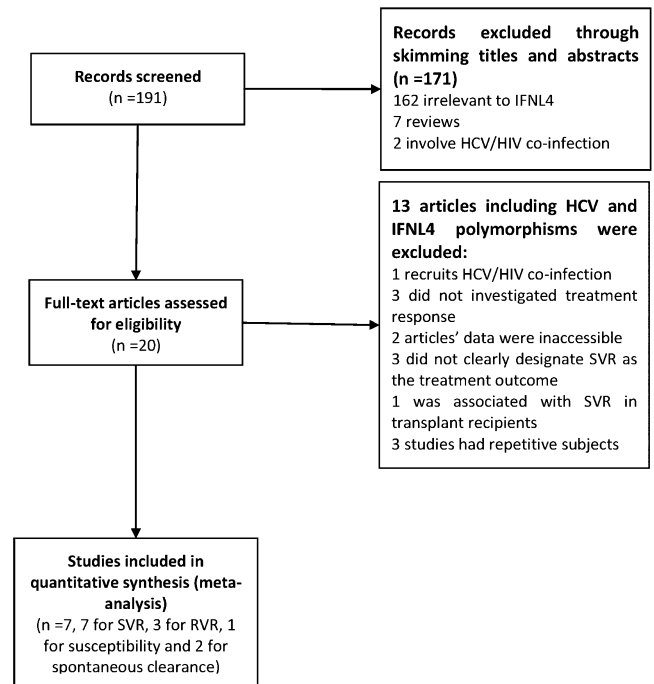 Records screened
(n =191)
Records excluded through
skimming titles and abstracts
(n =171)
162 irrelevant to IFNL4
7 reviews
2 involve HCV/HIV co-infection
13 articles including HCV and
IFNL4 polymorphisms were
excluded:
1 recruits HCV/HIV co-infection
3 did not investigated treatment
response
2 articles’ data were inaccessible
3 did not clearly designate SVR as
the treatment outcome
1 was associated with SVR in
transplant recipients
3 studies had repetitive subjects
Full-text articles assessed
for eligibility
(n =20)
Studies included in
quantitative synthesis (meta-
analysis)
(n =7, 7 for SVR, 3 for RVR, 1
for susceptibility and 2 for
spontaneous clearance)